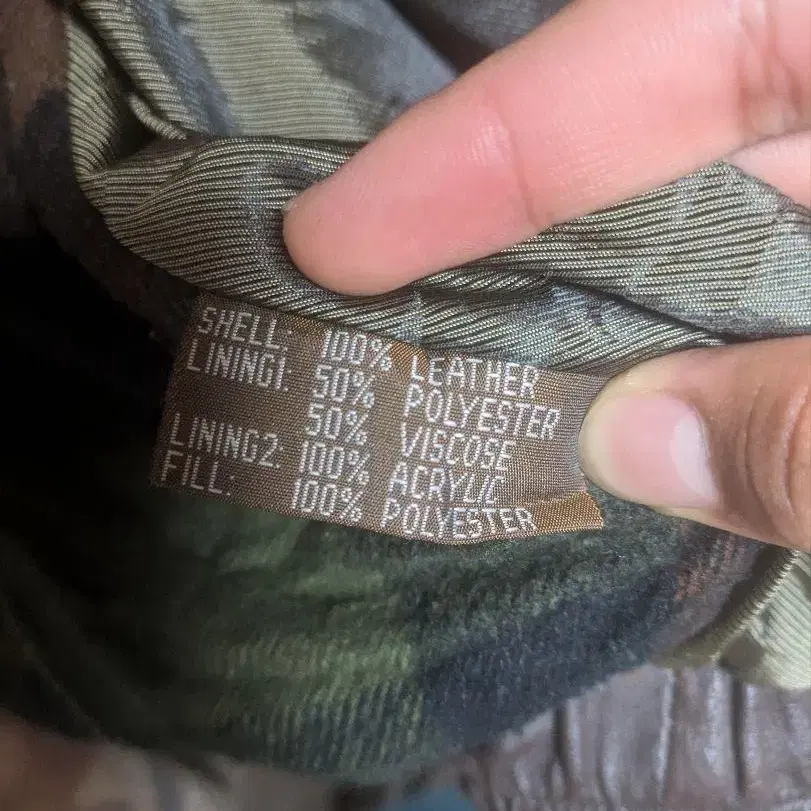 SHELL: 100% LEATHER
LINING1. 50% POLYESTER
50% VISCOSE
LINING2. 100% ACRYLIC
FILL: 100% POLYESTER